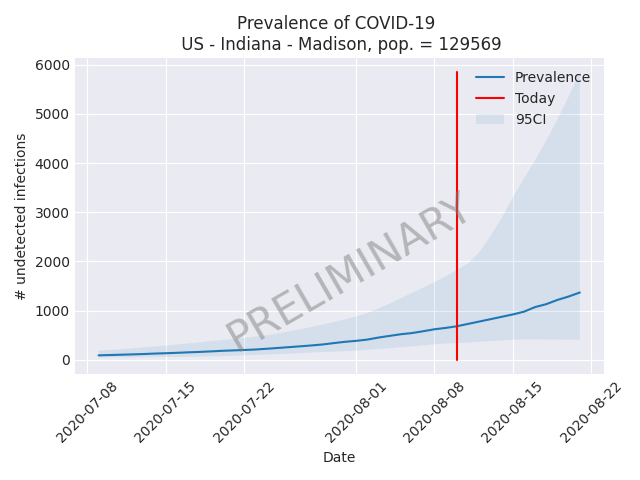 Prevalence of COVID-19
US - Indiana - Madison, pop. = 129569
6000
5000
4000
3000
2000
1000
0
# undetected infections
Prevalence
Today
95CI
PRELIMINARY
2020-07-08
2020-07-15
2020-07-22
2020-08-01
2020-08-08
2020-08-15
2020-08-22
Date